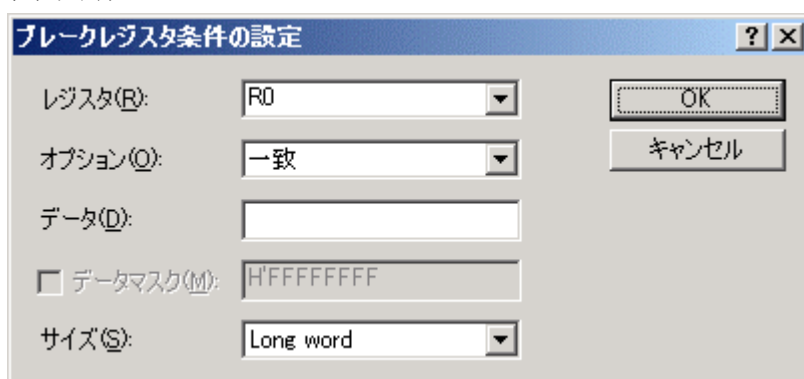 ブレークレジスタ条件の設定
レジスタ(R): R0 OK
オプション(O): 一致 キャンセル
データ(D):
データマスク(M): H'FFFFFFFF
サイズ(S): Long word